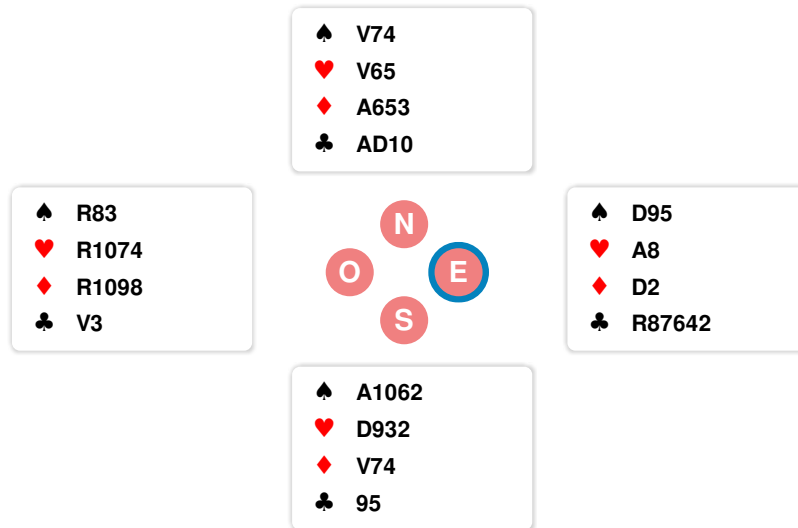 ♠ V74
♥ V65
♦ A653
♣ AD10
♠ R83
♥ R1074
♦ R1098
♣ V3
N
O E
S
♠ D95
♥ A8
♦ D2
♣ R87642
♠ A1062
♥ D932
♦ V74
♣ 95